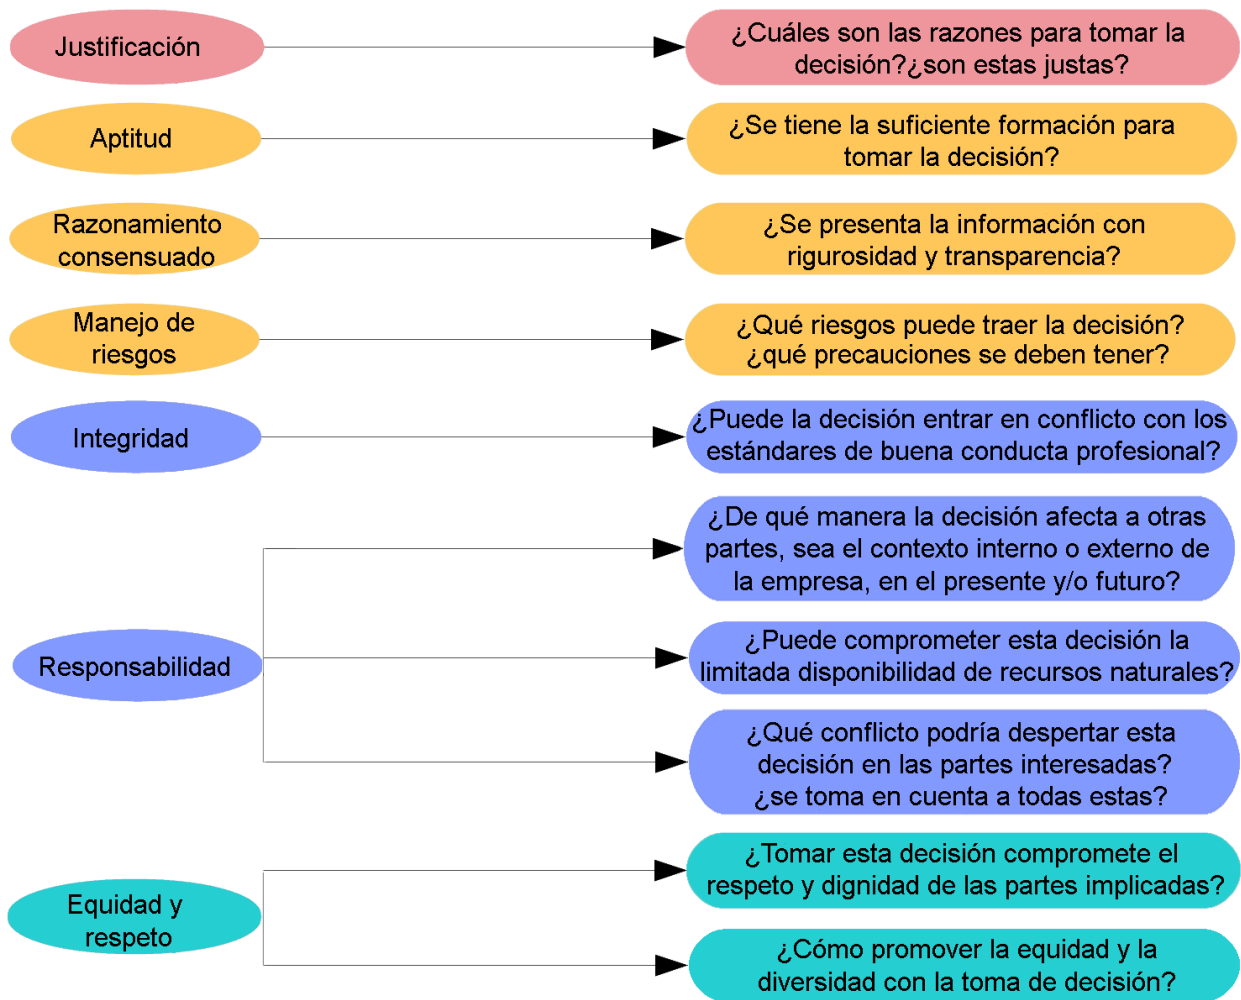 Justificación
¿Cuáles son las razones para tomar la
decisión?¿son estas justas?
Aptitud
¿Se tiene la suficiente formación para
tomar la decisión?
Razonamiento
consensuado
¿Se presenta la información con
rigurosidad y transparencia?
Manejo de
riesgos
¿Qué riesgos puede traer la decisión?
¿qué precauciones se deben tener?
Integridad
¿Puede la decisión entrar en conflicto con los
estándares de buena conducta profesional?
Responsabilidad
¿De qué manera la decisión afecta a otras
partes, sea el contexto interno o externo de
la empresa, en el presente y/o futuro?
¿Puede comprometer esta decisión la
limitada disponibilidad de recursos naturales?
¿Qué conflicto podría despertar esta
decisión en las partes interesadas?
¿se toma en cuenta a todas estas?
Equidad y
respeto
¿Tomar esta decisión compromete el
respeto y dignidad de las partes implicadas?
¿Cómo promover la equidad y la
diversidad con la toma de decisión?